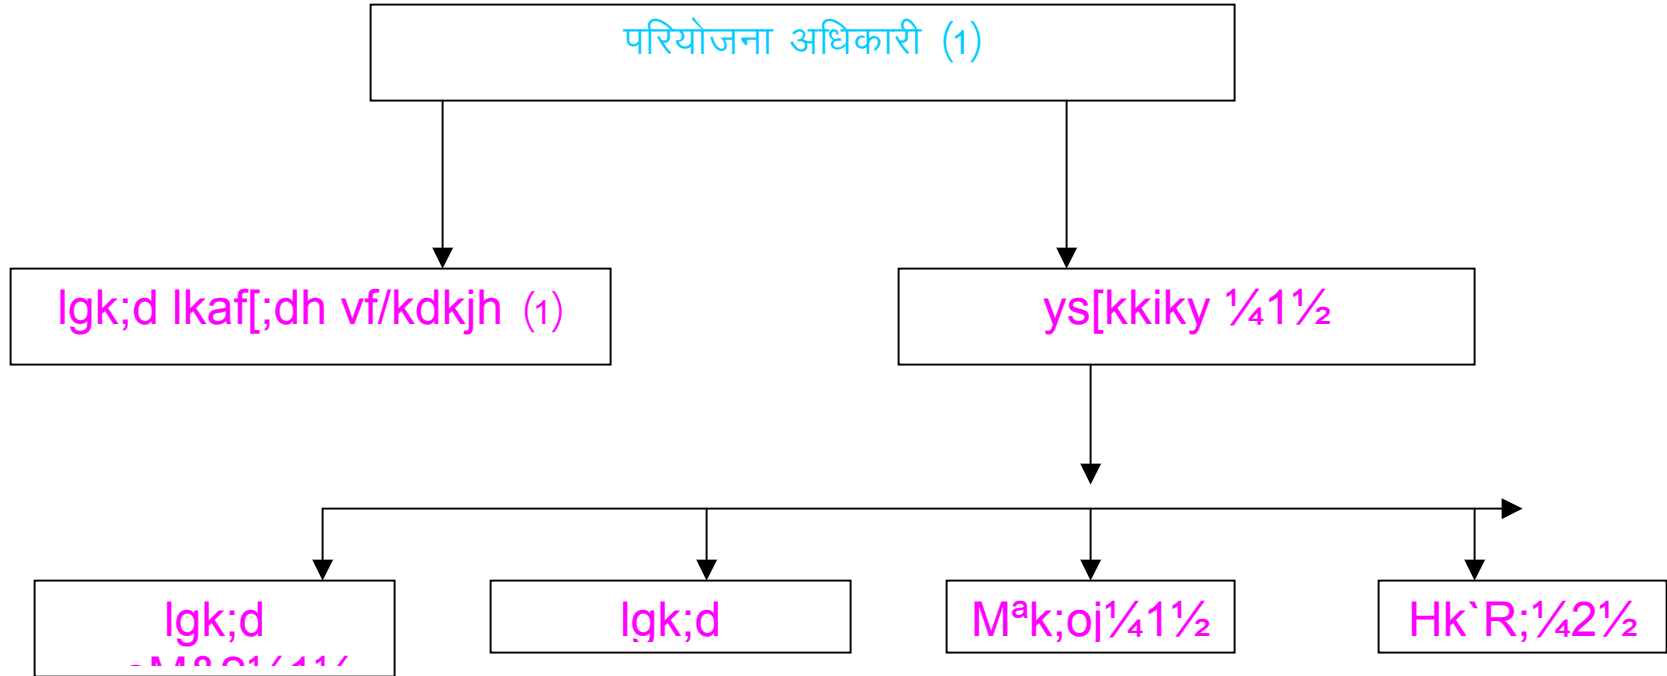 परियोजना अधिकारी (1)
lgk;d lkaf[;dh vf/kdkjh (1)
ys[kkiky ¼1½
lgk;d
lgk;d
Mªk;oj¼1½
Hk`R;¼2½